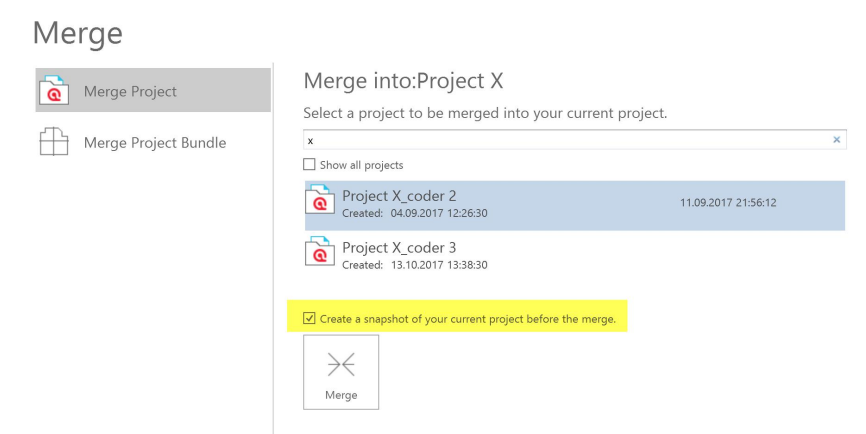 Merge
Merge Project
Merge Project Bundle
Merge into:Project X
Select a project to be merged into your current project.
x
Show all projects
Project X_coder 2
Created: 04.09.2017 12:26:30
11.09.2017 21:56:12
Project X_coder 3
Created: 13.10.2017 13:38:30
Create a snapshot of your current project before the merge.
Merge